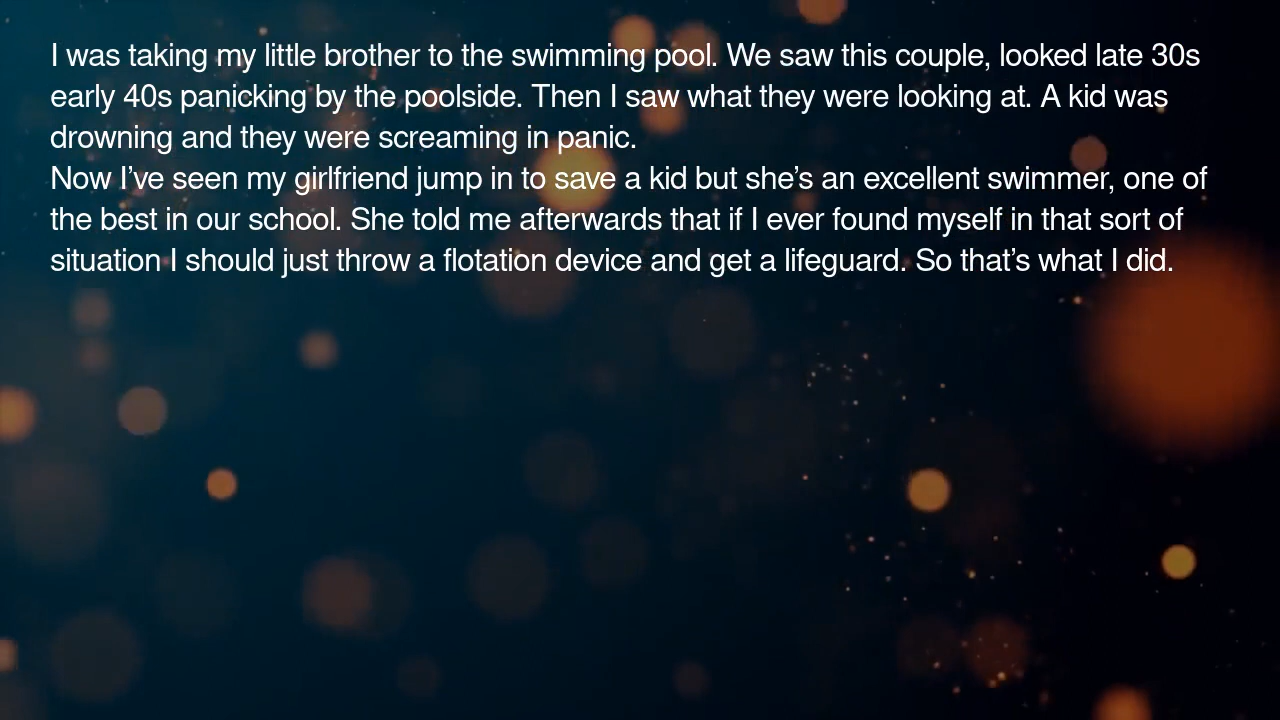 I was taking my little brother to the swimming pool. We saw this couple, looked late 30s
early 40s panicking by the poolside. Then I saw what they were looking at. A kid was
drowning and they were screaming in panic.
Now I’ve seen my girlfriend jump in to save a kid but she’s an excellent swimmer, one of
the best in our school. She told me afterwards that if I ever found myself in that sort of
situation I should just throw a flotation device and get a lifeguard. So that’s what I did.